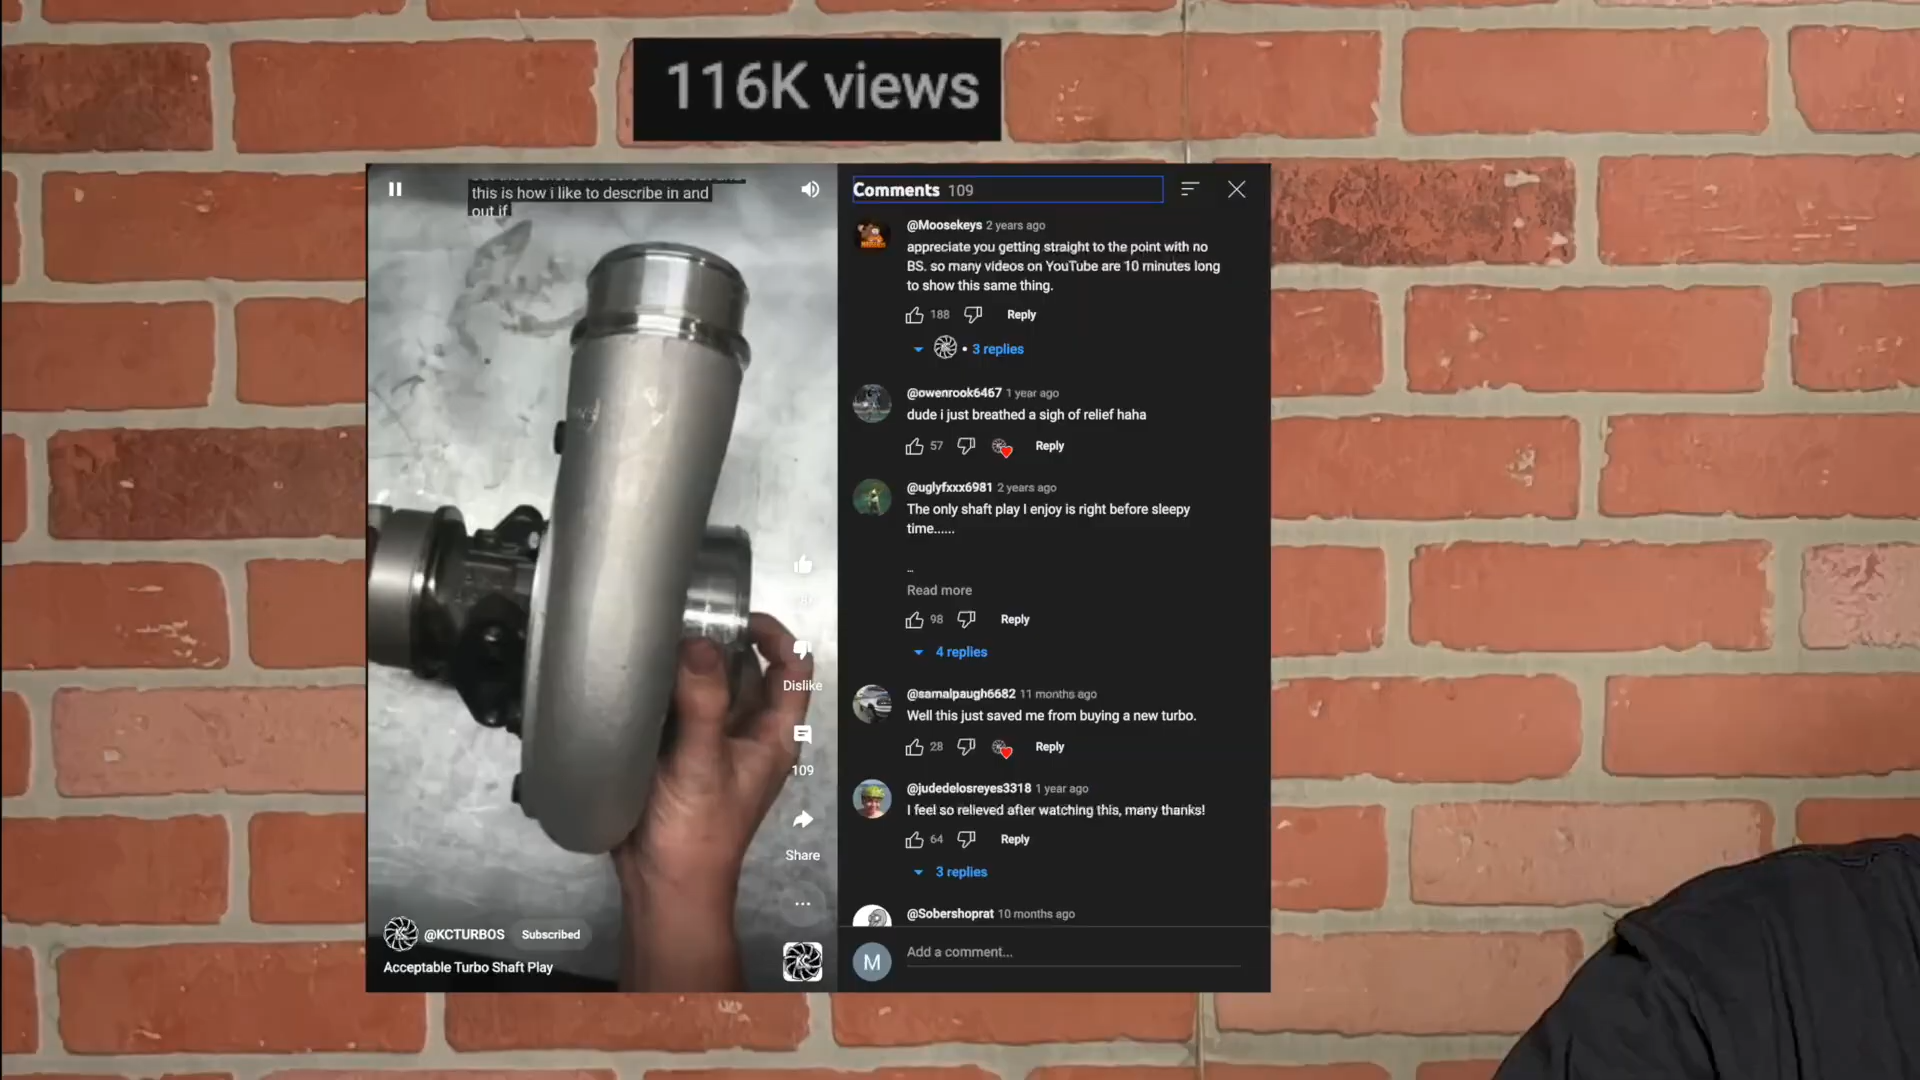 116K views
this is how i like to describe in and
out if
Comments 109
@Moosekeys 2 years ago
appreciate you getting straight to the point with no
BS. so many videos on YouTube are 10 minutes long
to show this same thing.
188 Reply
• 3 replies
@owenrook6467 1 year ago
dude i just breathed a sigh of relief haha
57 Reply
@uglyfxxx6981 2 years ago
The only shaft play I enjoy is right before sleepy
time......
..
Read more
98 Reply
4 replies
@samalpaugh6682 11 months ago
Well this just saved me from buying a new turbo.
28 Reply
@judedelosreyes3318 1 year ago
I feel so relieved after watching this, many thanks!
64 Reply
3 replies
@Sobershoprat 10 months ago
M Add a comment...
Dislike
109
Share
@KCTURBOS Subscribed
Acceptable Turbo Shaft Play